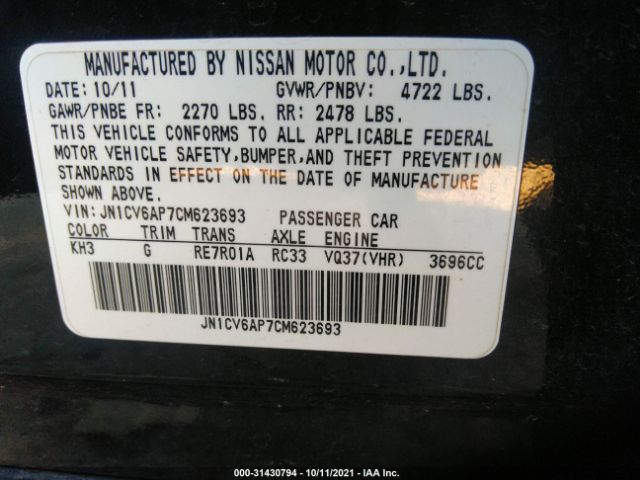 MANUFACTURED BY NISSAN MOTOR CO.,LTD.
DATE: 10/11 GVWR/PNBV: 4722 LBS.
GAWR/PNBE FR: 2270 LBS. RR: 2478 LBS.
THIS VEHICLE CONFORMS TO ALL APPLICABLE FEDERAL
MOTOR VEHICLE SAFETY,BUMPER,AND THEFT PREVENTION
STANDARDS IN EFFECT ON THE DATE OF MANUFACTURE
SHOWN ABOVE.
VIN: JN1CV6AP7CM623693 PASSENGER CAR
COLOR TRIM TRANS AXLE ENGINE
KH3 G RE7R01A RC33 VQ37(VHR) 3696CC
JN1CV6AP7CM623693
000-31430794 - 10/11/2021 - IAA Inc.